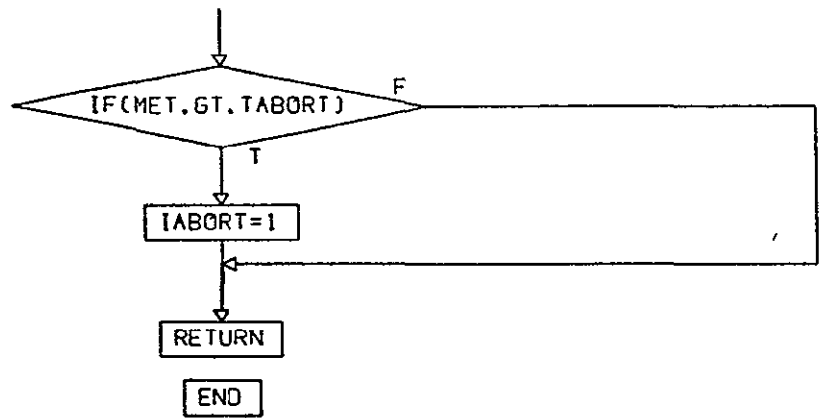 F
IF(MET.GT.TABORT)
T
IABORT=1
RETURN
END